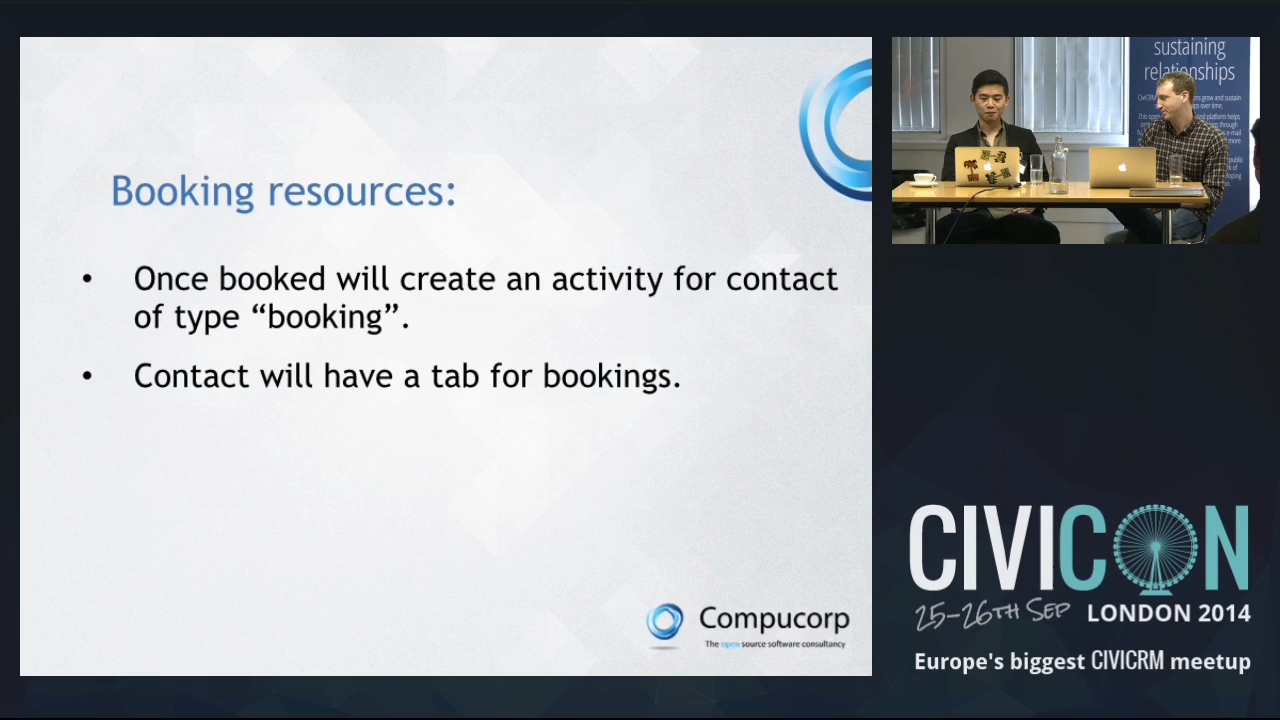 Booking resources:
• Once booked will create an activity for contact
of type “booking”.
• Contact will have a tab for bookings.
Compucorp
The open source software consultancy
sustaining
relationships
CIVICON
25-26TH SEP LONDON 2014
Europe's biggest CIVICRM meetup